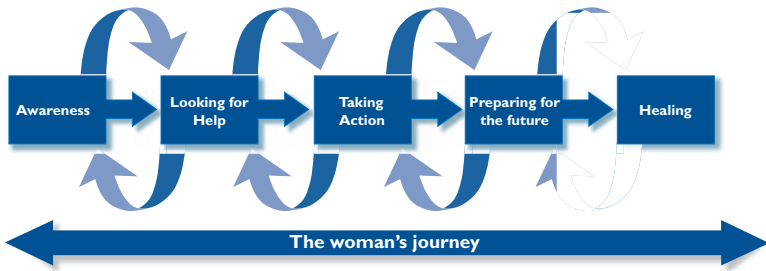 Awareness
Looking for
Help
Taking
Action
Preparing for
the future
Healing
The woman’s journey